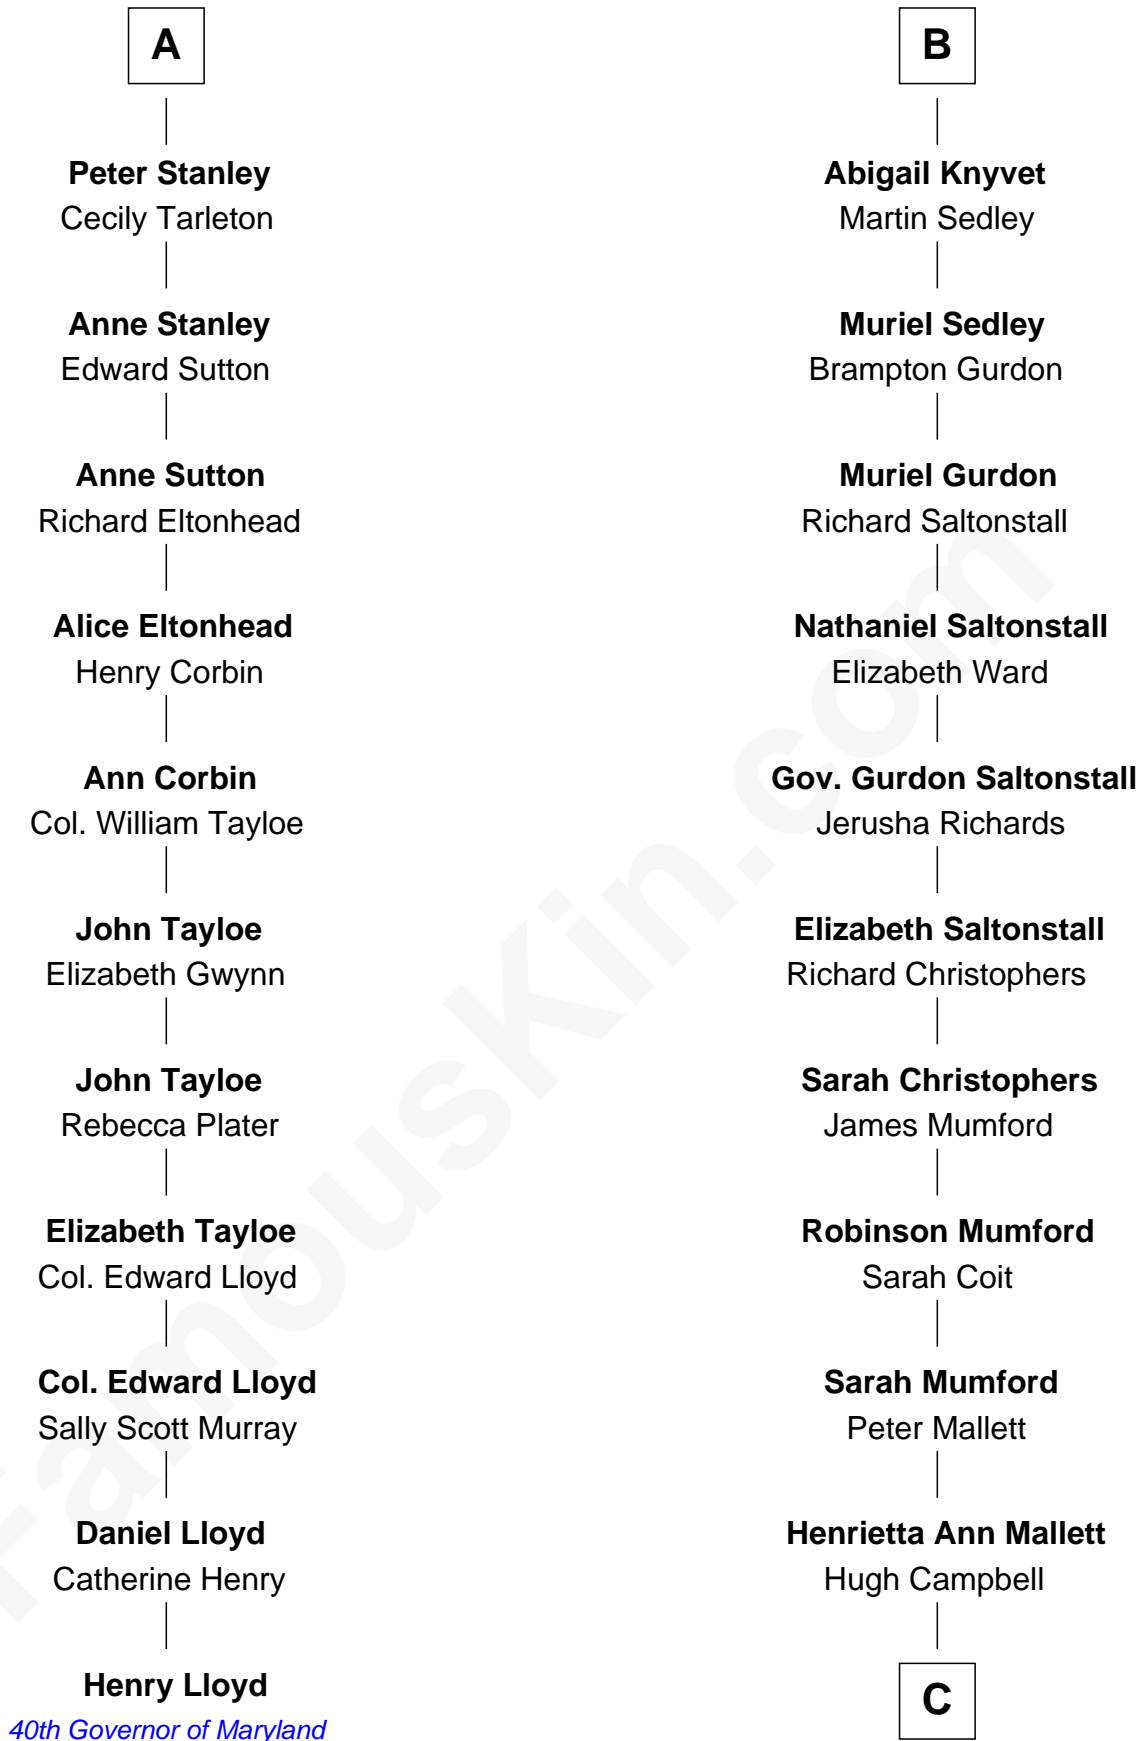 A
Peter Stanley
Cecily Tarleton
Anne Stanley
Edward Sutton
Anne Sutton
Richard Eltonhead
Alice Eltonhead
Henry Corbin
Ann Corbin
Col. William Tayloe
John Tayloe
Elizabeth Gwynn
John Tayloe
Rebecca Plater
Elizabeth Tayloe
Col. Edward Lloyd
Col. Edward Lloyd
Sally Scott Murray
Daniel Lloyd
Catherine Henry
Henry Lloyd
40th Governor of Maryland
B
Abigail Knyvet
Martin Sedley
Muriel Sedley
Brampton Gurdon
Muriel Gurdon
Richard Saltonstall
Nathaniel Saltonstall
Elizabeth Ward
Gov. Gurdon Saltonstall
Jerusha Richards
Elizabeth Saltonstall
Richard Christophers
Sarah Christophers
James Mumford
Robinson Mumford
Sarah Coit
Sarah Mumford
Peter Mallett
Henrietta Ann Mallett
Hugh Campbell
C
FamousKin.com